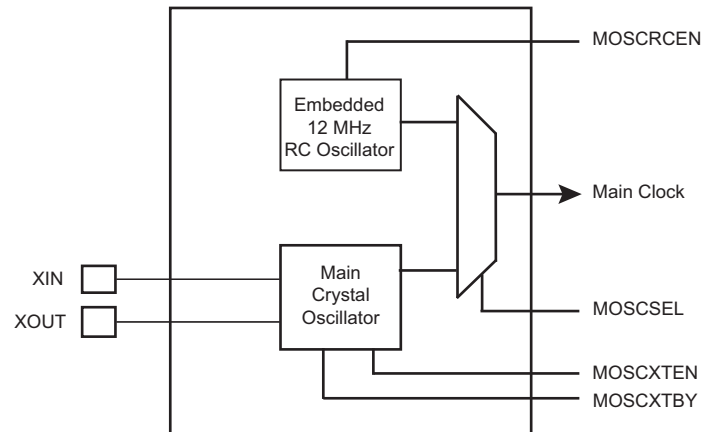 MOSCRCEN
Embedded
12 MHz
RC Oscillator
Main Clock
XIN
XOUT
Main
Crystal
Oscillator
MOSCSEL
MOSCXTEN
MOSCXTBY